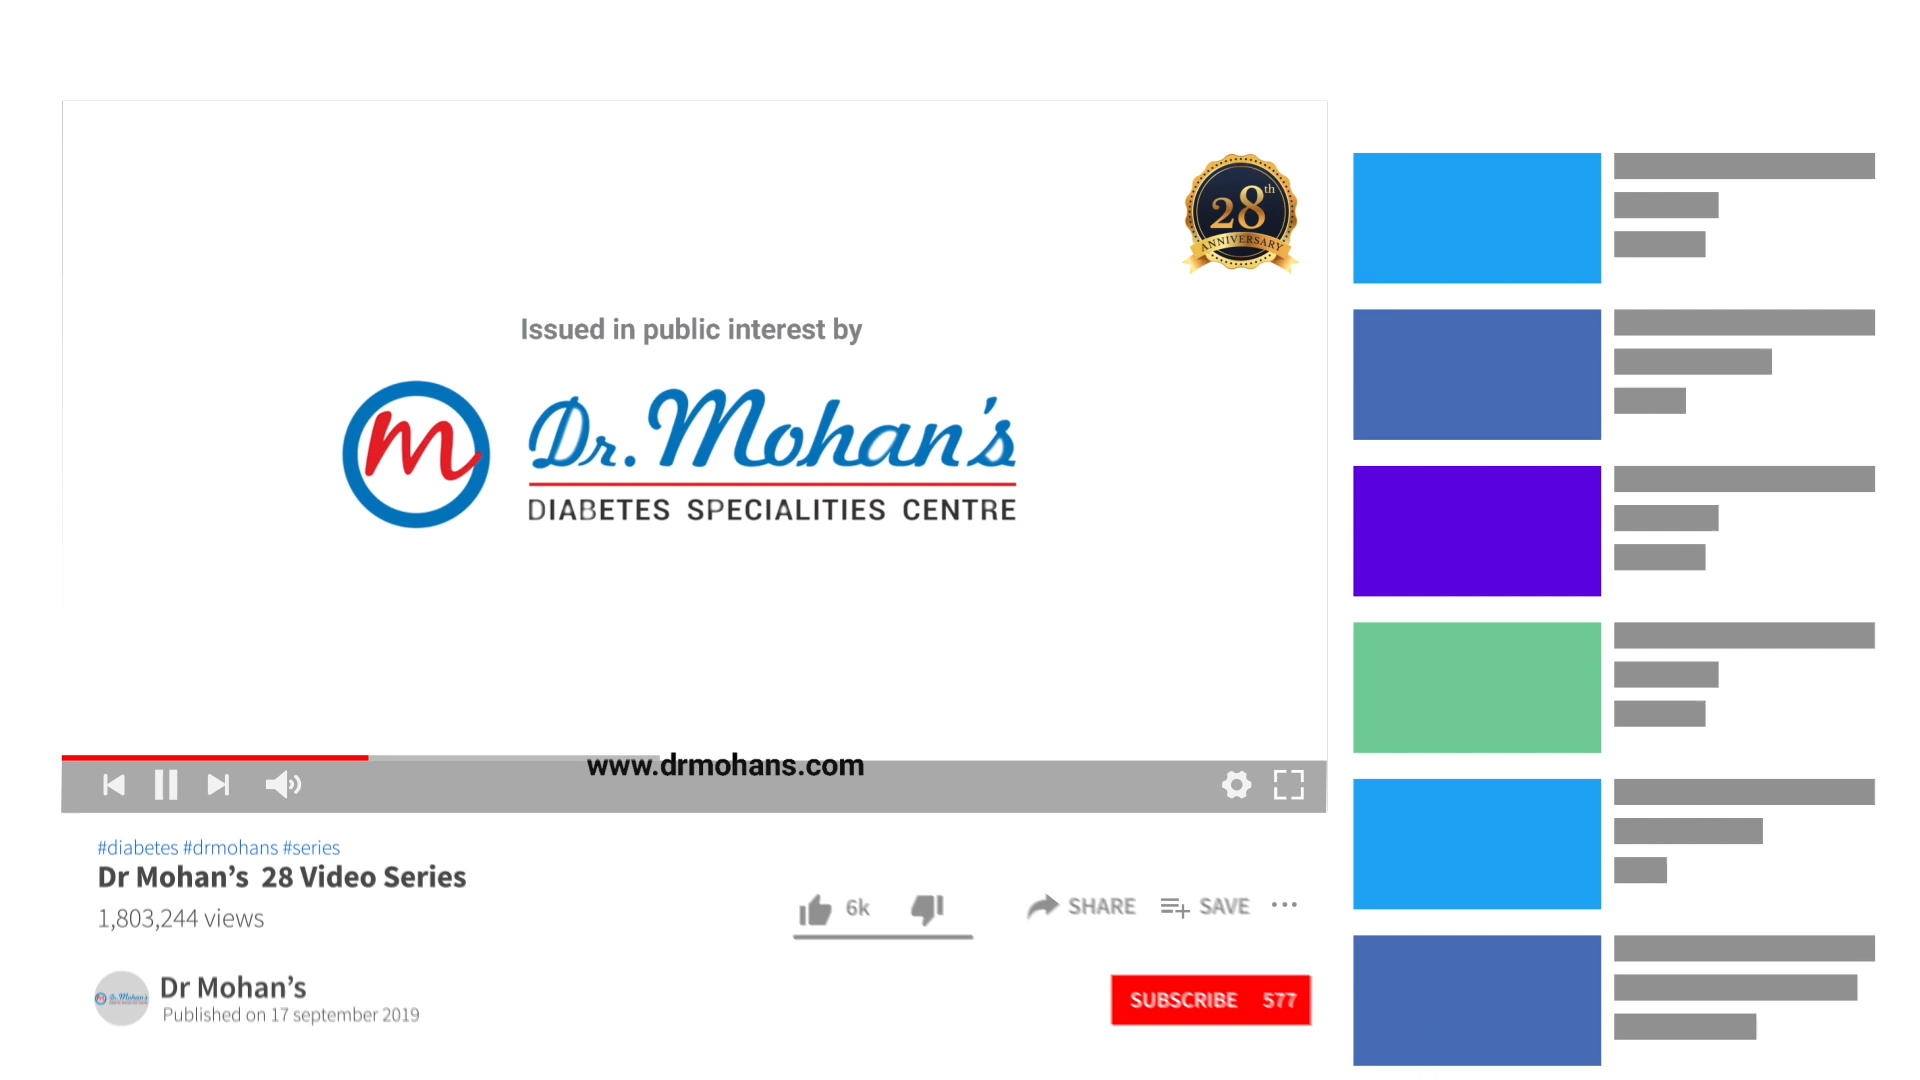 28th
ANNIVERSARY
Issued in public interest by
m
Dr. Mohan's
DIABETES SPECIALITIES CENTRE
www.drmohans.com
#diabetes #drmohans #series
Dr Mohan’s 28 Video Series
1,803,244 views
6k
SHARE
SAVE
Dr Mohan’s
Published on 17 september 2019
SUBSCRIBE 577